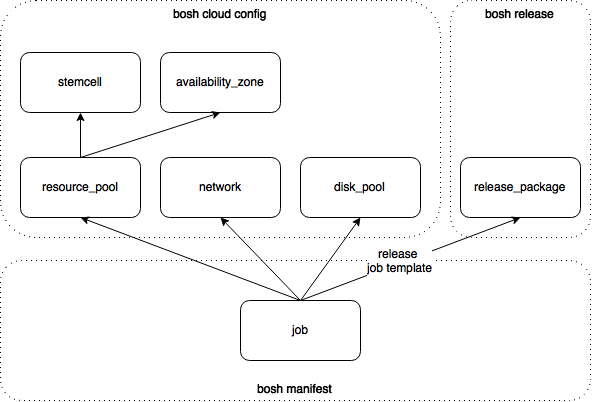 bosh cloud config
bosh release
stemcell
availability_zone
resource_pool
network
disk_pool
release_package
release
job template
job
bosh manifest